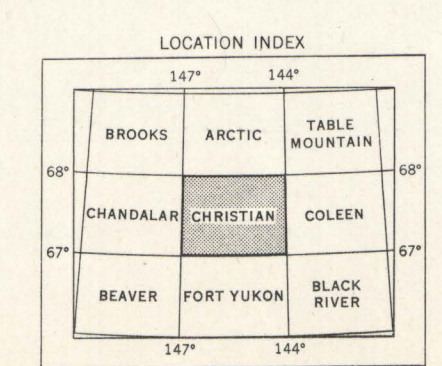 LOCATION INDEX
147° 144°
BROOKS ARCTIC TABLE MOUNTAIN
68° 68°
CHANDALAR CHRISTIAN COLEEN
67° 67°
BEAVER FORT YUKON BLACK RIVER
147° 144°